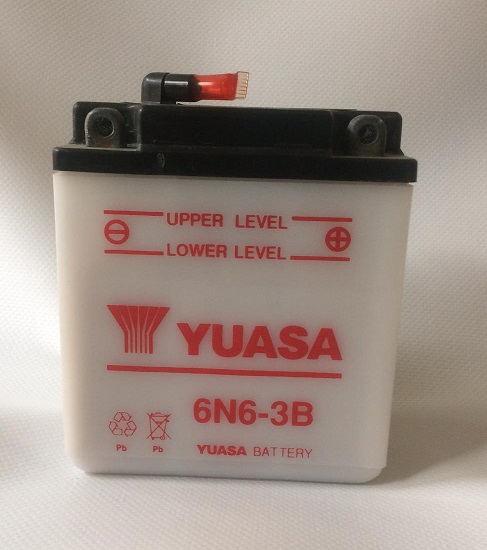 UPPER LEVEL
LOWER LEVEL
YUASA
6N6-3B
Pb Pb
YUASA BATTERY